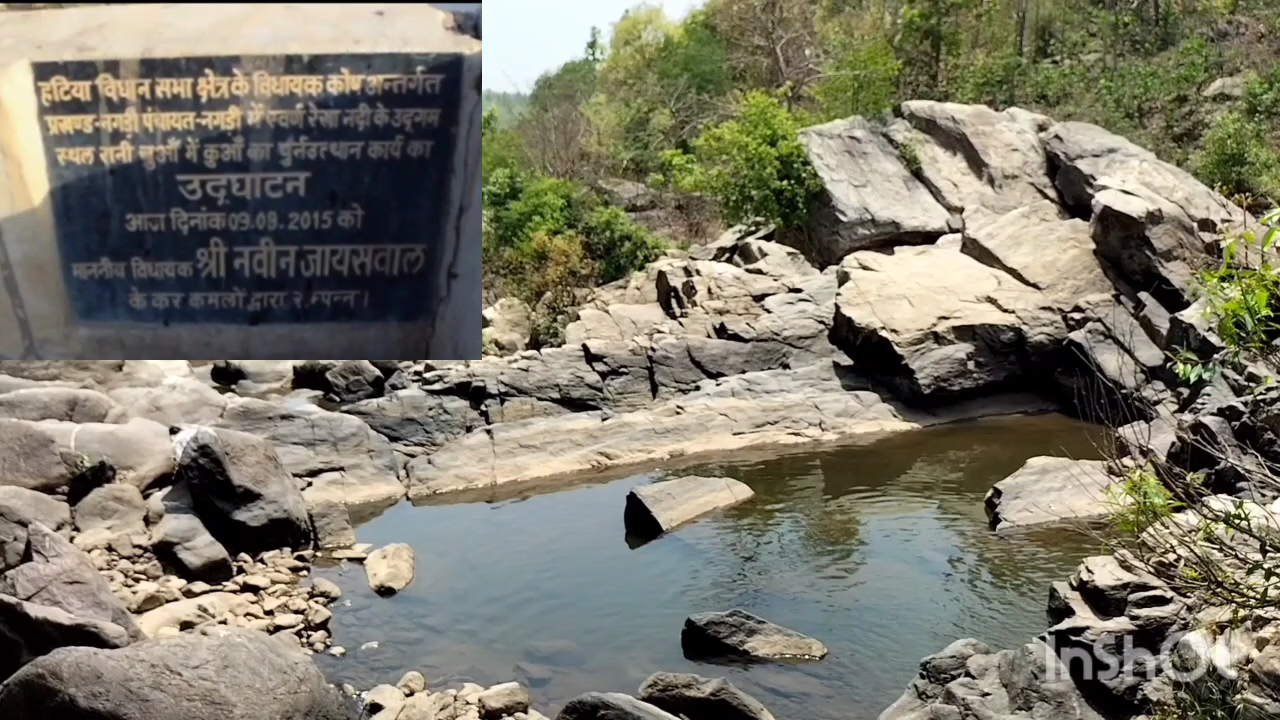 हटिया विधान सभा क्षेत्र के विधायक कोष अन्तर्गत
प्रखण्ड-नगड़ी पंचायत-नगड़ी में स्वर्ण रेखा नदी के उद्गम
स्थल रानी चुआँ में कुआँ का पुर्नउत्थान कार्य का
उद्घाटन
आज दिनांक 09.09.2015 को
माननीय विधायक श्री नवीन जायसवाल
के कर कमलों द्वारा सम्पन्न।
InShOt